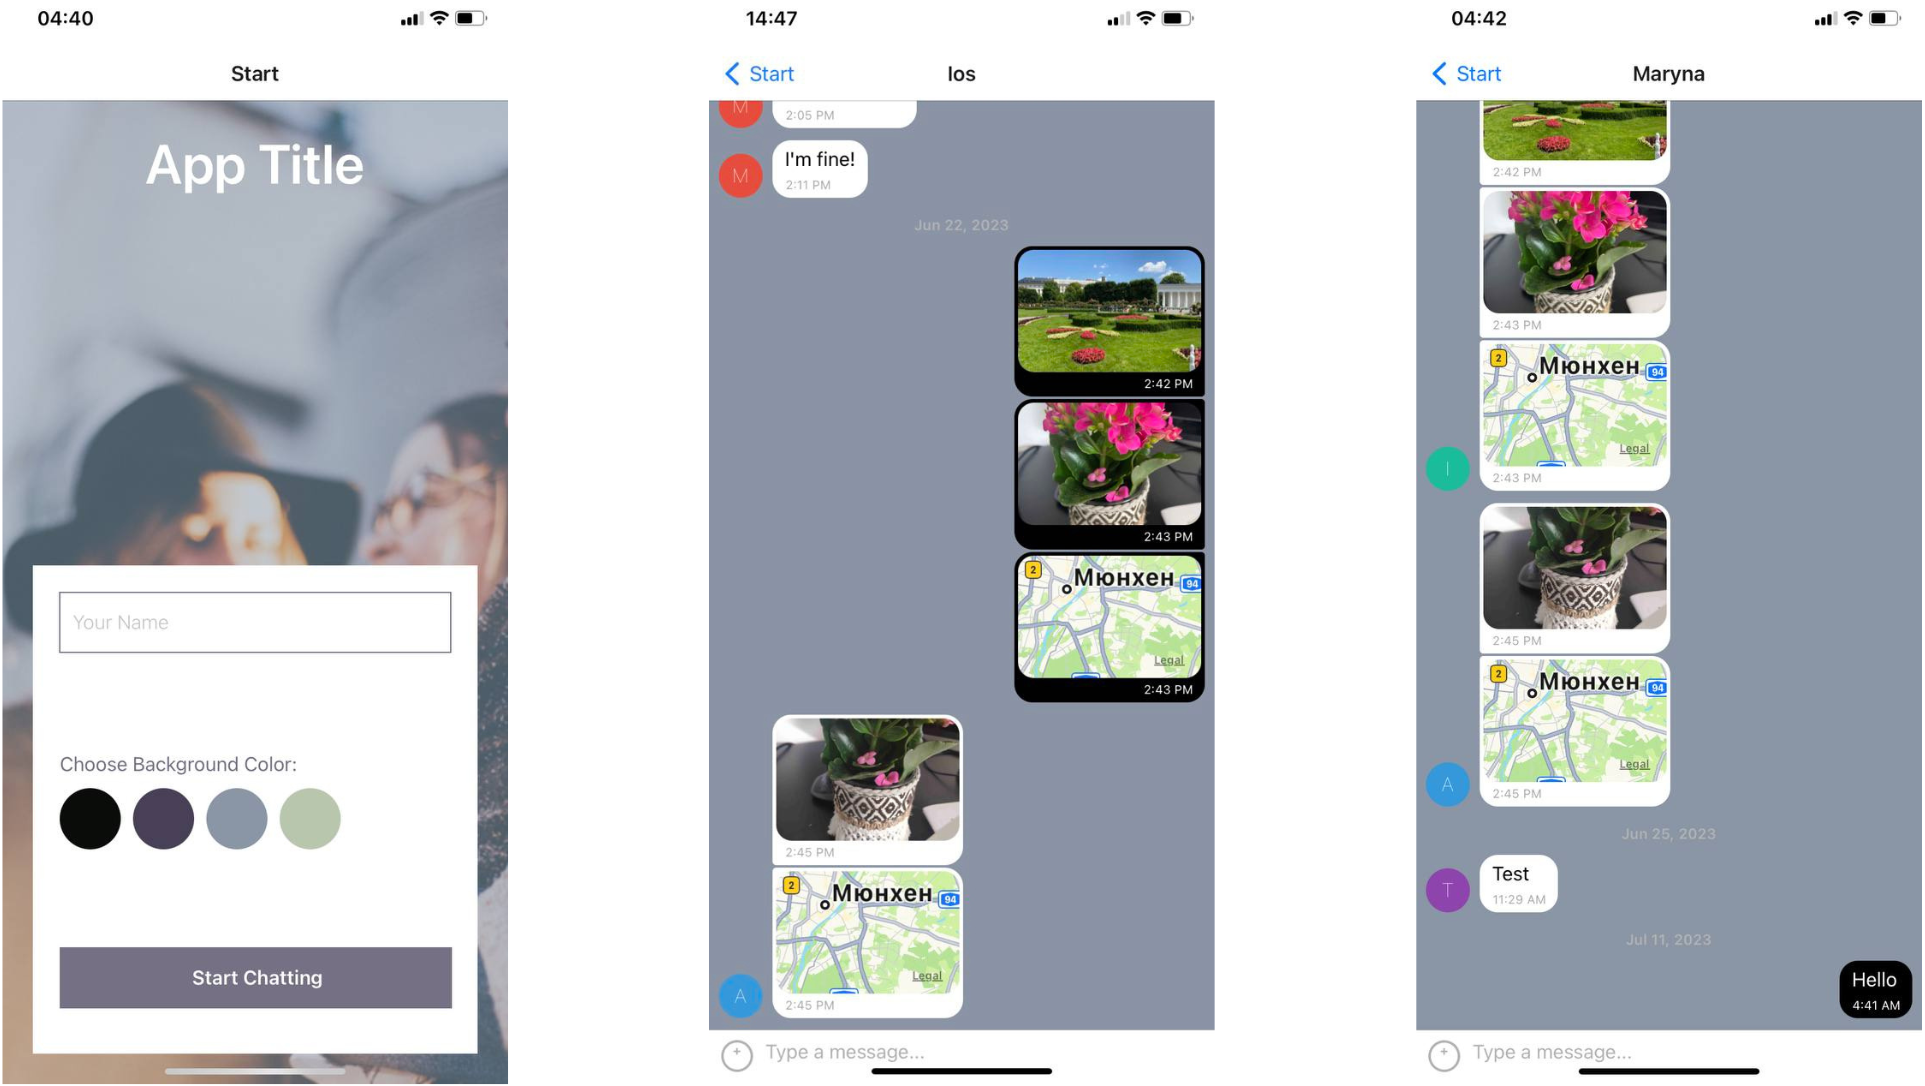 04:40
Start
App Title
Your Name
Choose Background Color:
Start Chatting
14:47
Start
Ios
M
2:05 PM
M
I'm fine!
2:11 PM
Jun 22, 2023
2:42 PM
2:43 PM
2
Мюнхен
94
Legal
2:43 PM
2:45 PM
2
Мюнхен
94
Legal
A
2:45 PM
Type a message...
04:42
Start
Maryna
2:42 PM
2:43 PM
2
Мюнхен
94
Legal
I
2:43 PM
2:45 PM
2
Мюнхен
94
Legal
A
2:45 PM
Jun 25, 2023
T
Test
11:29 AM
Jul 11, 2023
Hello
4:41 AM
Type a message...